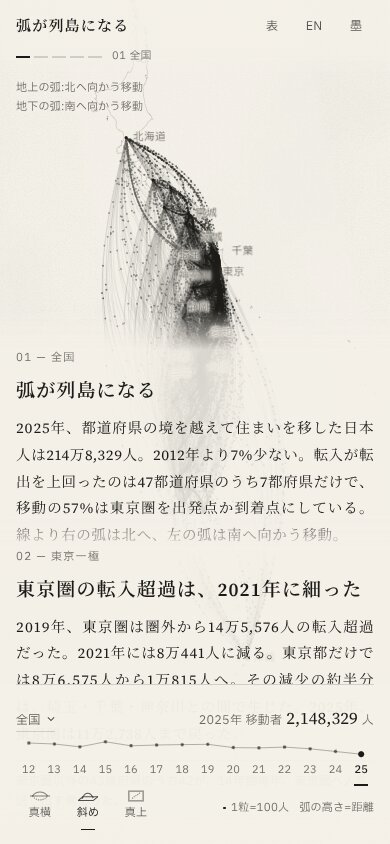 弧が列島になる
表 EN 墨
01 全国
地上の弧:北へ向かう移動
地下の弧:南へ向かう移動
北海道
千葉
東京
01 — 全国
弧が列島になる
2025年、都道府県の境を越えて住まいを移した日本
人は214万8,329人。2012年より7%少ない。転入が転
出を上回ったのは47都道府県のうち7都府県だけで、
移動の57%は東京圏を出発点か到着点にしている。
線より右の弧は北へ、左の弧は南へ向かう移動。
02 — 東京一極
東京圏の転入超過は、2021年に細った
2019年、東京圏は圏外から14万5,576人の転入超過
だった。2021年には8万441人に減る。東京都だけで
は8万6,575人から1万815人へ。その減少の約半分
全国
2025年 移動者 2,148,329 人
12 13 14 15 16 17 18 19 20 21 22 23 24 25
真横 斜め 真上
1粒=100人 弧の高さ=距離